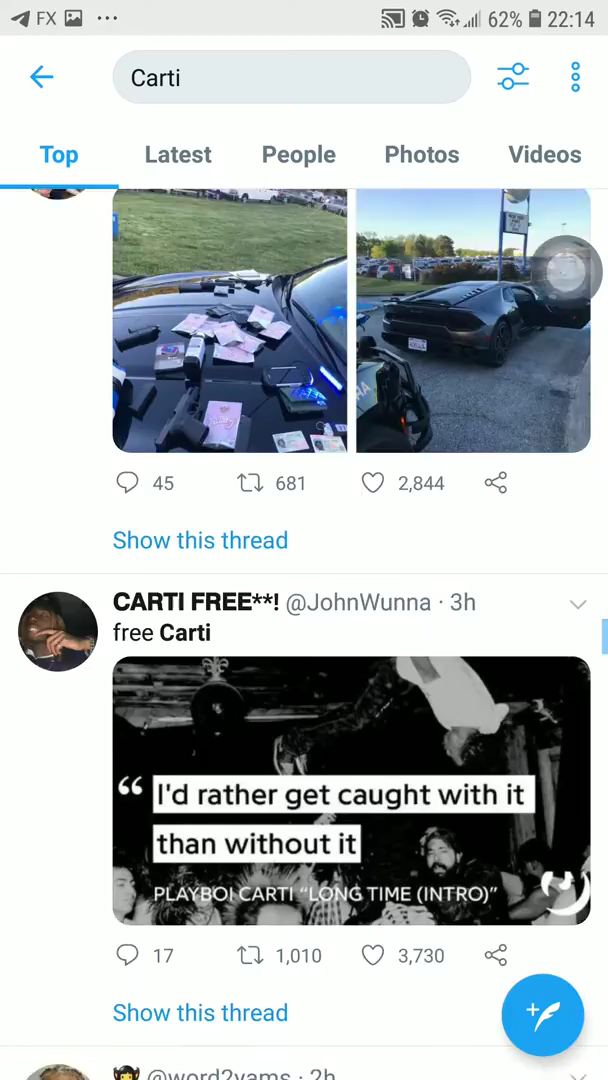 FX
62% 22:14
Carti
Top Latest People Photos Videos
45 681 2,844
Show this thread
CARTI FREE**! @JohnWunna · 3h
free Carti
“ I'd rather get caught with it
than without it
PLAYBOI CARTI “LONG TIME (INTRO)”
17 1,010 3,730
Show this thread
@word2yams · 2h